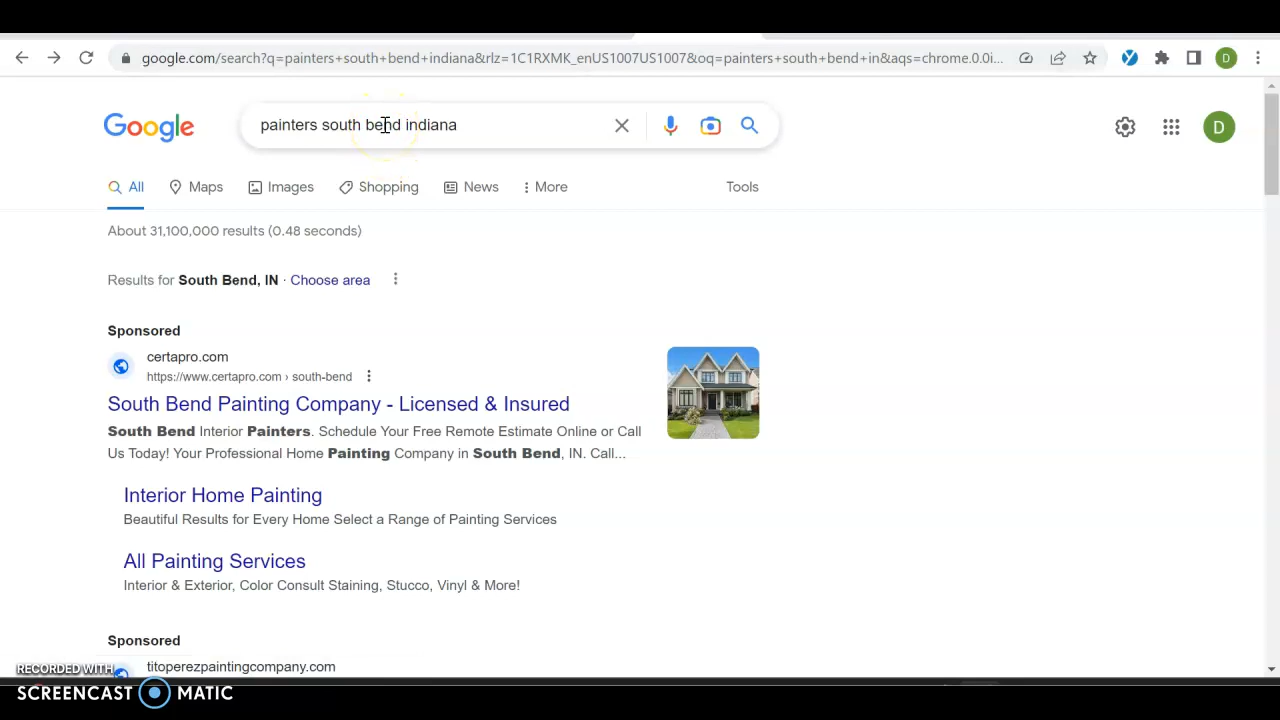 google.com/search?q=painters+south+bend+indiana&rlz=1C1RXMK_enUS1007US1007&oq=painters+south+bend+in&aqs=chrome.0.0i...
D
Google
painters south bend indiana
D
All
Maps
Images
Shopping
News
More
Tools
About 31,100,000 results (0.48 seconds)
Results for South Bend, IN · Choose area
Sponsored
certapro.com
https://www.certapro.com › south-bend
South Bend Painting Company - Licensed & Insured
South Bend Interior Painters. Schedule Your Free Remote Estimate Online or Call
Us Today! Your Professional Home Painting Company in South Bend, IN. Call...
Interior Home Painting
Beautiful Results for Every Home Select a Range of Painting Services
All Painting Services
Interior & Exterior, Color Consult Staining, Stucco, Vinyl & More!
Sponsored
titoperezpaintingcompany.com
RECORDED WITH
SCREENCAST MATIC